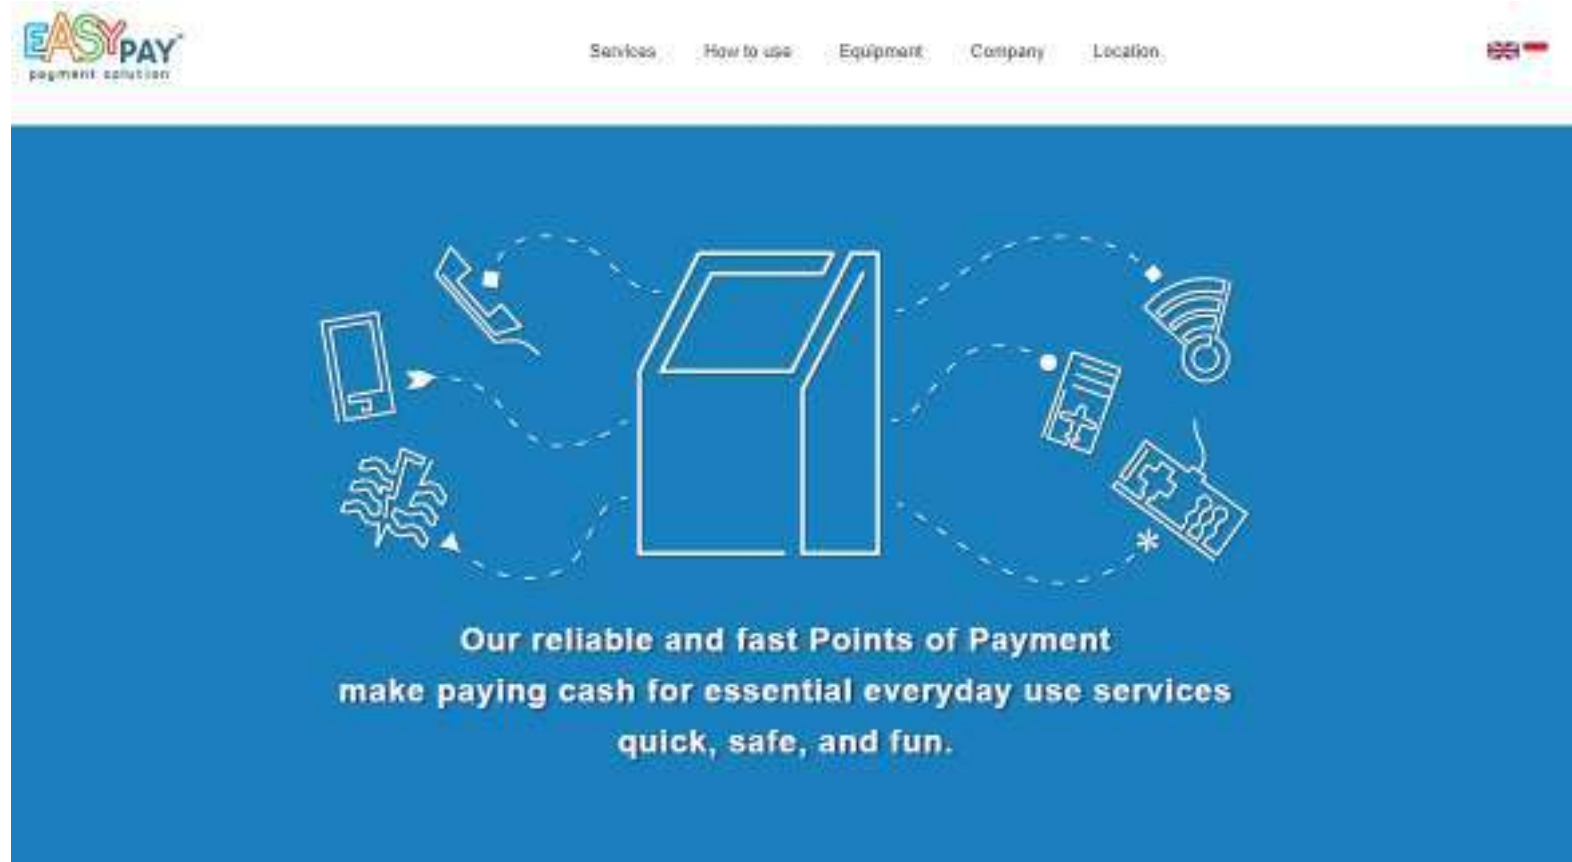 EASYPAY
payment solution
Services How to use Equipment Company Location
Our reliable and fast Points of Payment
make paying cash for essential everyday use services
quick, safe, and fun.